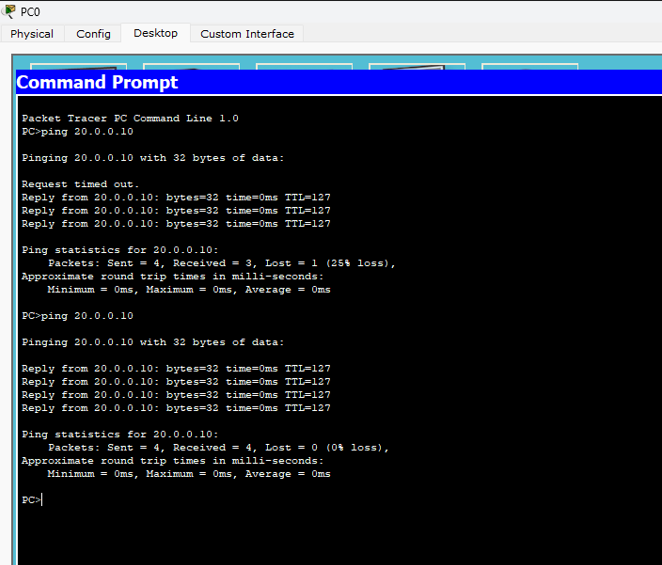 PC0
Physical Config Desktop Custom Interface
Command Prompt
Packet Tracer PC Command Line 1.0
PC>ping 20.0.0.10
Pinging 20.0.0.10 with 32 bytes of data:
Request timed out.
Reply from 20.0.0.10: bytes=32 time=0ms TTL=127
Reply from 20.0.0.10: bytes=32 time=0ms TTL=127
Reply from 20.0.0.10: bytes=32 time=0ms TTL=127
Ping statistics for 20.0.0.10:
Packets: Sent = 4, Received = 3, Lost = 1 (25% loss),
Approximate round trip times in milli-seconds:
Minimum = 0ms, Maximum = 0ms, Average = 0ms
PC>ping 20.0.0.10
Pinging 20.0.0.10 with 32 bytes of data:
Reply from 20.0.0.10: bytes=32 time=0ms TTL=127
Reply from 20.0.0.10: bytes=32 time=0ms TTL=127
Reply from 20.0.0.10: bytes=32 time=0ms TTL=127
Reply from 20.0.0.10: bytes=32 time=0ms TTL=127
Ping statistics for 20.0.0.10:
Packets: Sent = 4, Received = 4, Lost = 0 (0% loss),
Approximate round trip times in milli-seconds:
Minimum = 0ms, Maximum = 0ms, Average = 0ms
PC>